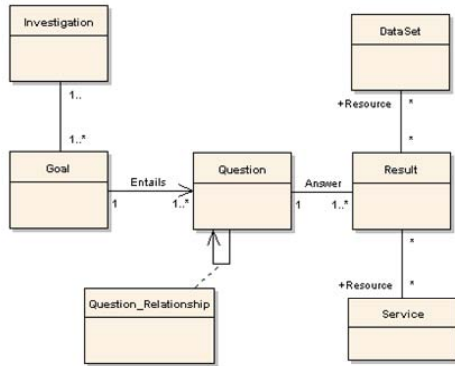 Investigation
DataSet
1..
+Resource
*
1..*
*
Goal
Entails
Question
Answer
Result
1
1..*
1
1..*
*
Question_Relationship
+Resource
*
Service